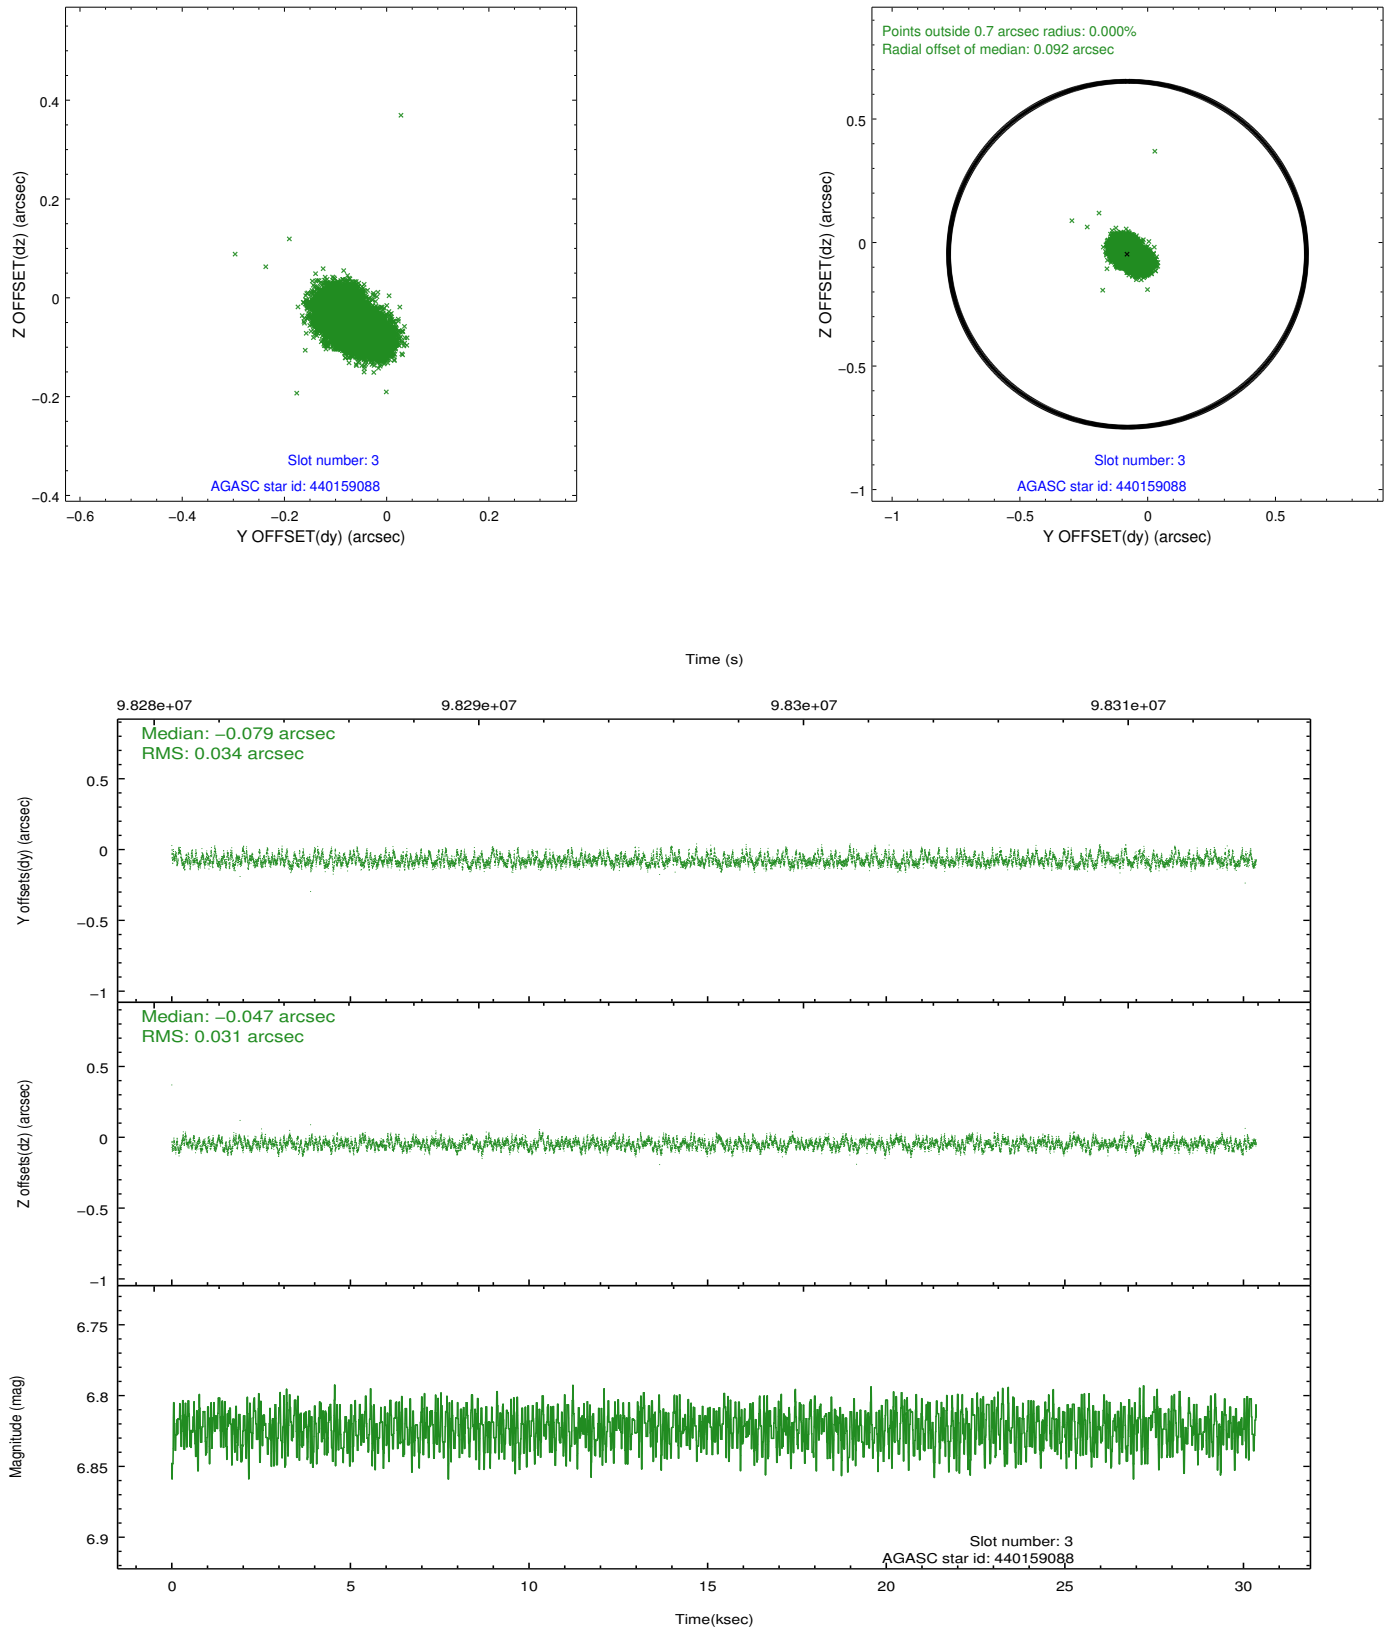 0.4
0.2
0
−0.2
−0.4
Z OFFSET(dz) (arcsec)
−0.6
−0.4
−0.2
0
0.2
Y OFFSET(dy) (arcsec)
Slot number: 3
AGASC star id: 440159088
Points outside 0.7 arcsec radius: 0.000%
Radial offset of median: 0.092 arcsec
0.5
0
−0.5
−1
Z OFFSET(dz) (arcsec)
−1
−0.5
0
0.5
Y OFFSET(dy) (arcsec)
Slot number: 3
AGASC star id: 440159088
Time (s)
9.828e+07
9.829e+07
9.83e+07
9.831e+07
Median: −0.079 arcsec
RMS: 0.034 arcsec
0.5
0
−0.5
−1
Y offsets(dy) (arcsec)
Median: −0.047 arcsec
RMS: 0.031 arcsec
0.5
0
−0.5
−1
Z offsets(dz) (arcsec)
6.75
6.8
6.85
6.9
Magnitude (mag)
Slot number: 3
AGASC star id: 440159088
0
5
10
15
20
25
30
Time(ksec)